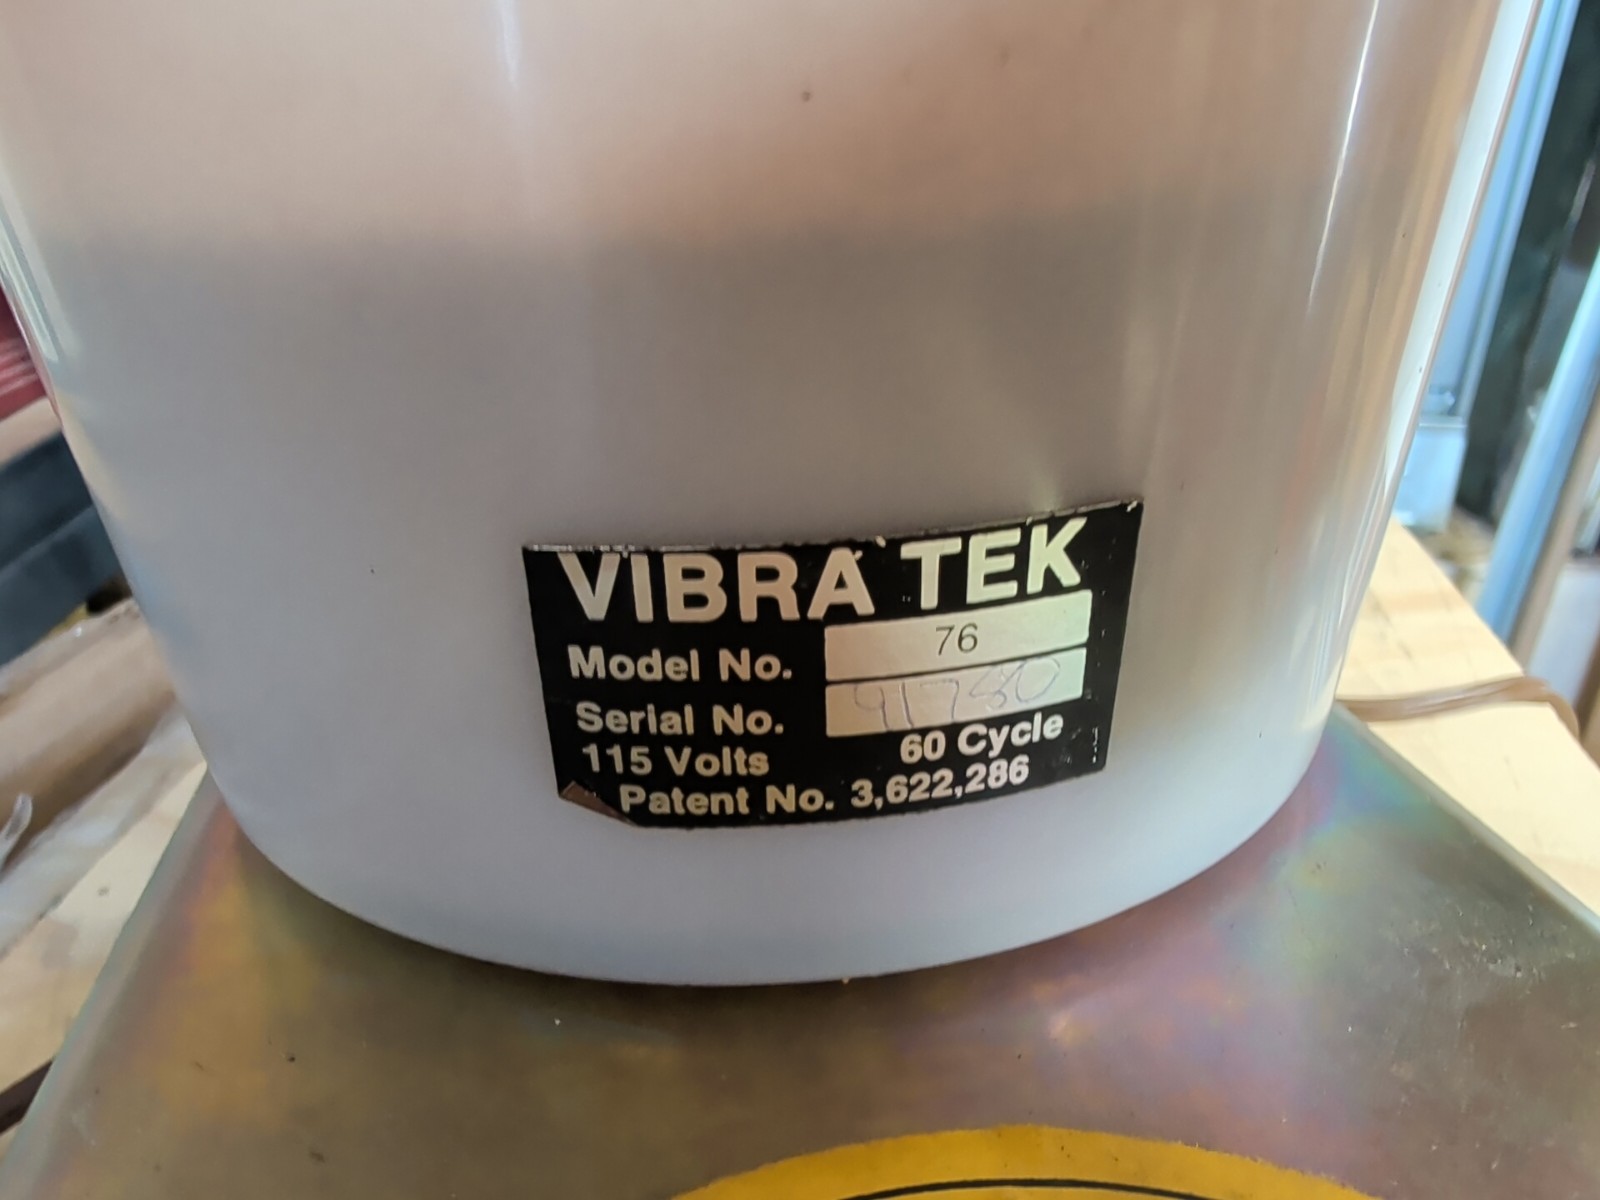 VIBRA TEK
Model No. 76
Serial No. 91780
115 Volts 60 Cycle
Patent No. 3,622,286